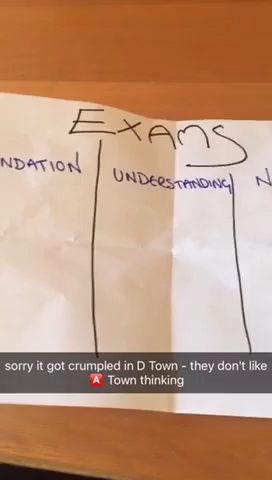 EXAMS
NDATION UNDERSTANDING N
sorry it got crumpled in D Town - they don't like
🅰️ Town thinking